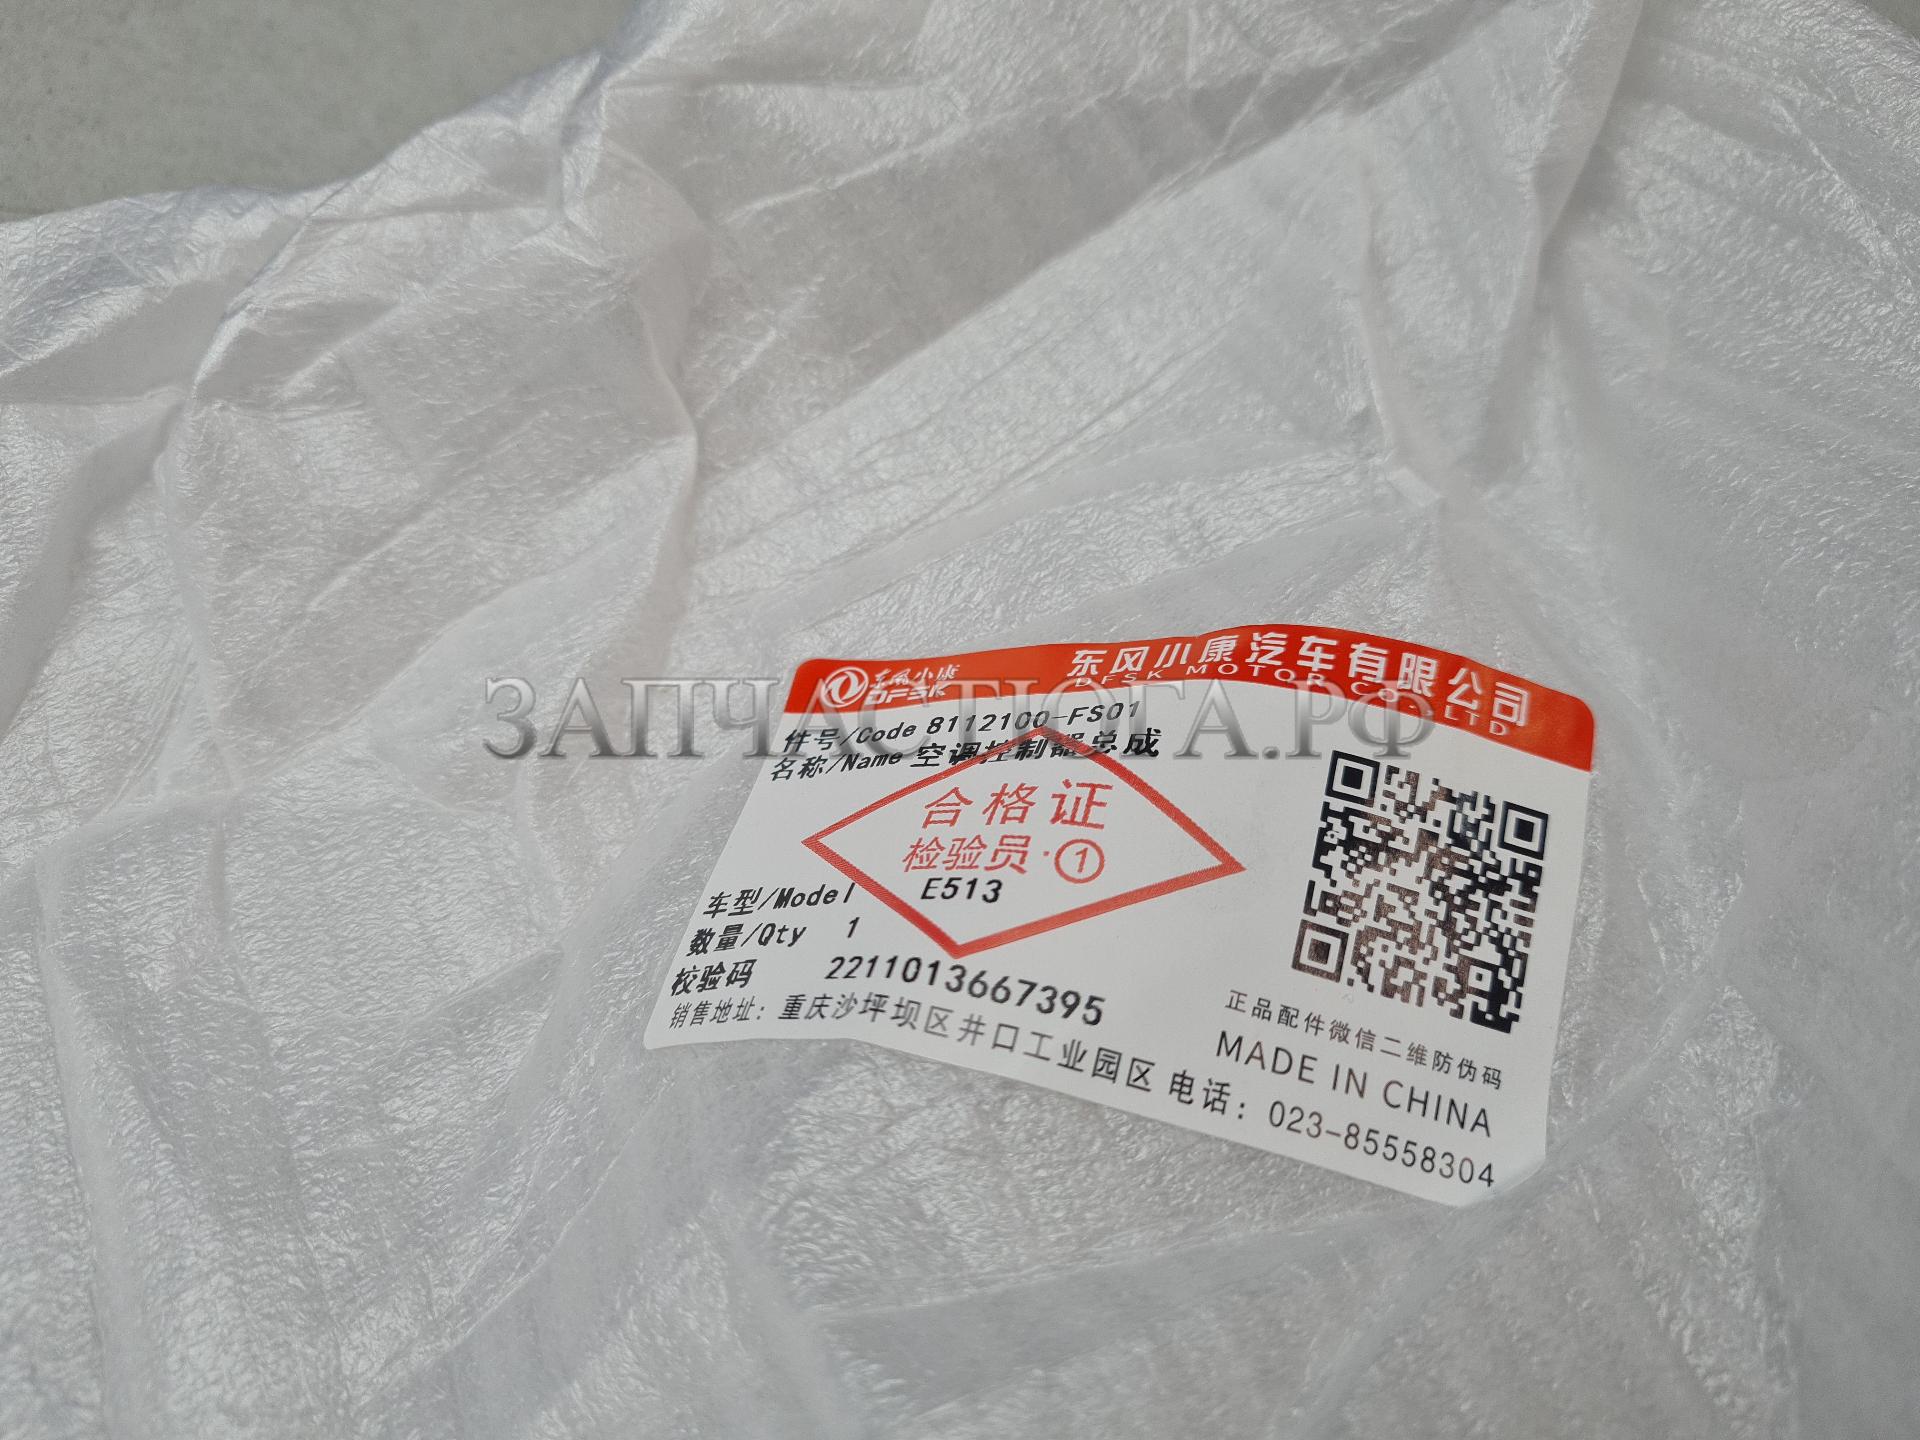 东风小康
DFSK
东风小康汽车有限公司
DFSK MOTOR CO LTD
件号/Code 8112100-FS01
名称/Name 空调控制器总成
合格证
检验员·①
车型/Model E513
数量/Qty 1
校验码 2211013667395
销售地址：重庆沙坪坝区井口工业园区 电话：023-85558304
正品配件微信二维防伪码
MADE IN CHINA
ЗАПЧАСТЮГА.РФ